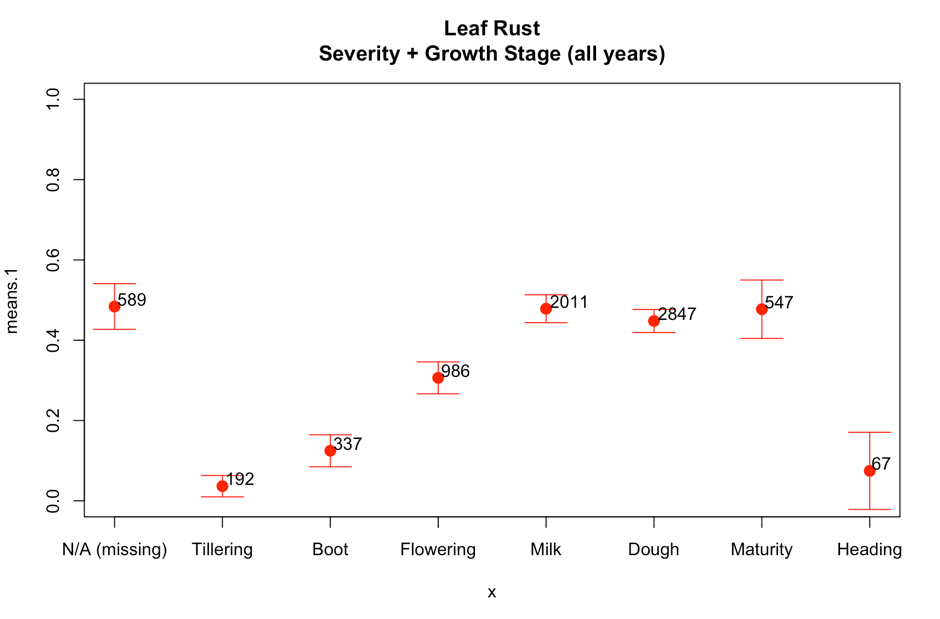 Leaf Rust
Severity + Growth Stage (all years)
means.1
1.0
0.8
0.6
0.4
0.2
0.0
589
192
337
986
2011
2847
547
67
N/A (missing) Tillering Boot Flowering Milk Dough Maturity Heading
x